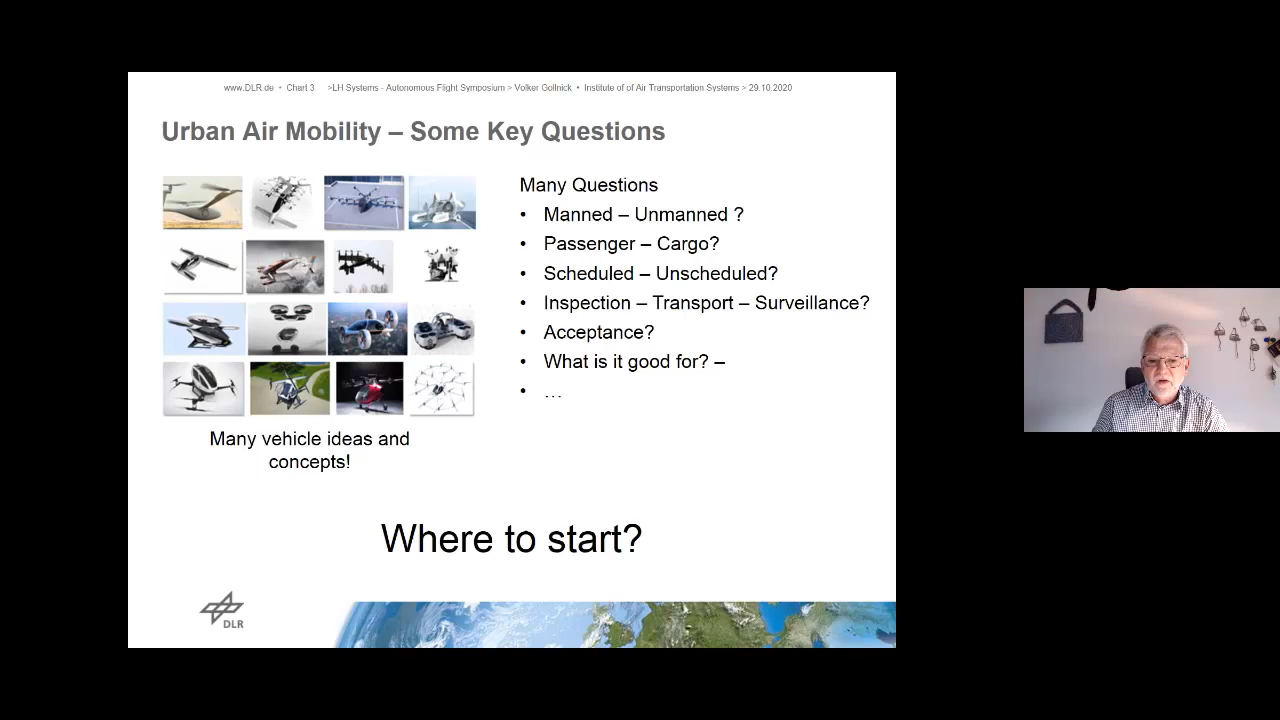 www.DLR.de • Chart 3 >LH Systems - Autonomous Flight Symposium > Volker Gollnick • Institute of of Air Transportation Systems > 29.10.2020
Urban Air Mobility – Some Key Questions
Many Questions
• Manned – Unmanned ?
• Passenger – Cargo?
• Scheduled – Unscheduled?
• Inspection – Transport – Surveillance?
• Acceptance?
• What is it good for? –
• ...
Many vehicle ideas and
concepts!
Where to start?
DLR